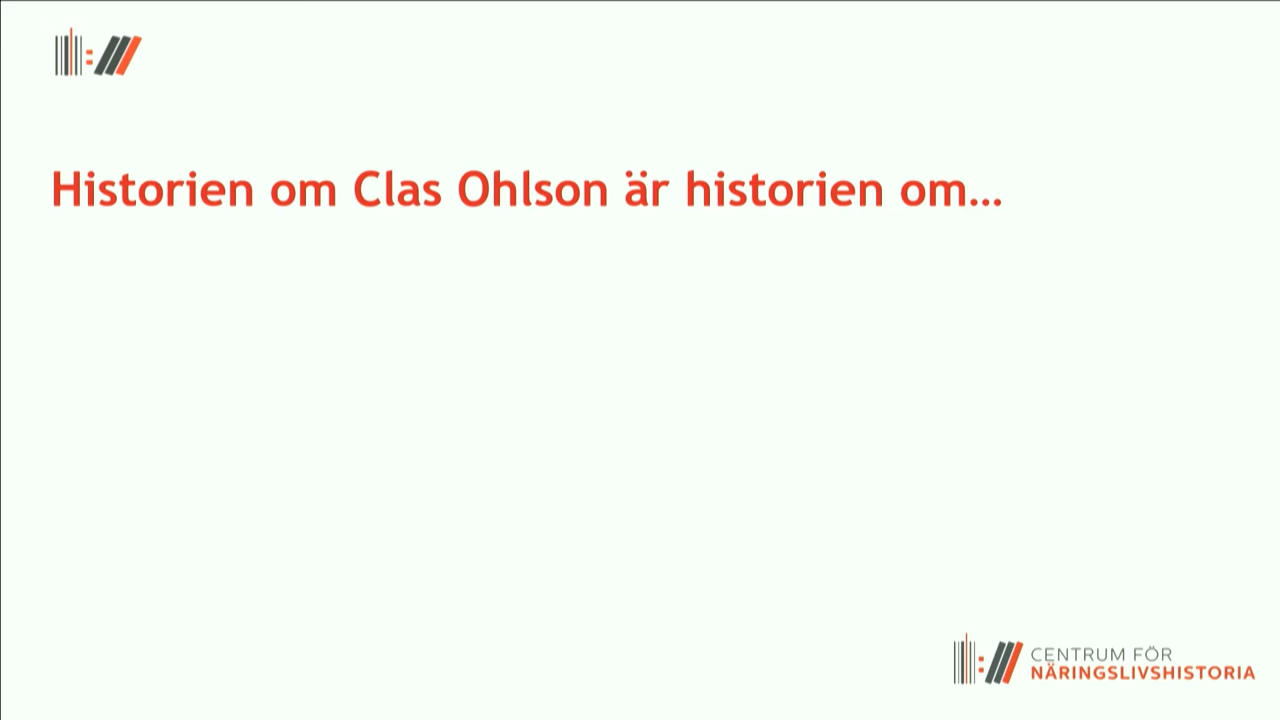 Historien om Clas Ohlson är historien om...
CENTRUM FÖR
NÄRINGSLIVSHISTORIA